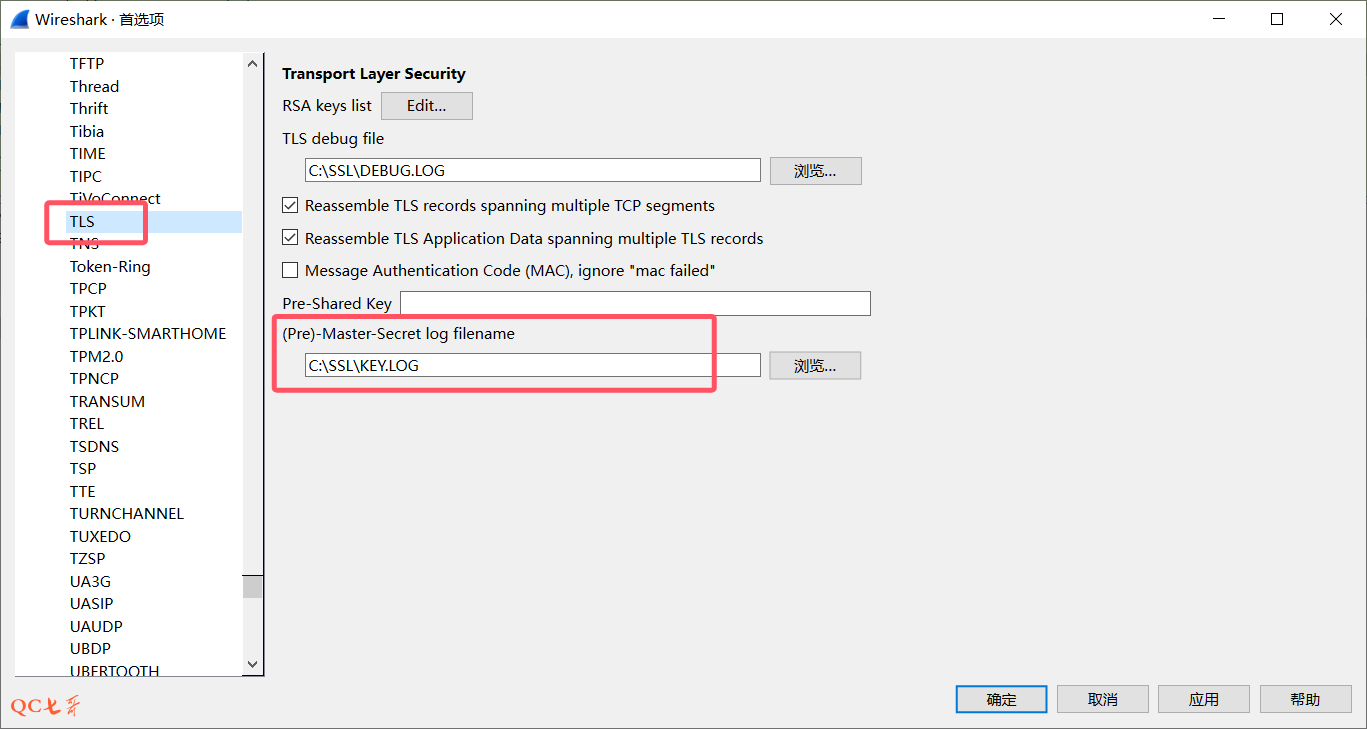 Wireshark · 首选项
TFTP
Thread
Thrift
Tibia
TIME
TIPC
TiVoConnect
TLS
TNS
Token-Ring
TPCP
TPKT
TPLINK-SMARTHOME
TPM2.0
TPNCP
TRANSUM
TREL
TSDNS
TSP
TTE
TURNCHANNEL
TUXEDO
TZSP
UA3G
UASIP
UAUDP
UBDP
UBERTOOTH
Transport Layer Security
RSA keys list Edit...
TLS debug file
C:\SSL\DEBUG.LOG 浏览...
Reassemble TLS records spanning multiple TCP segments
Reassemble TLS Application Data spanning multiple TLS records
Message Authentication Code (MAC), ignore "mac failed"
Pre-Shared Key
(Pre)-Master-Secret log filename
C:\SSL\KEY.LOG 浏览...
QC七哥
确定 取消 应用 帮助